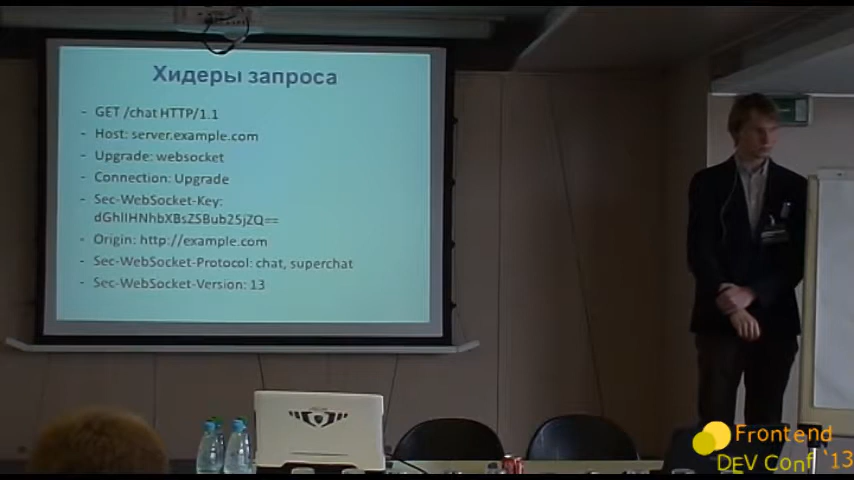 Хидеры запроса
- GET /chat HTTP/1.1
- Host: server.example.com
- Upgrade: websocket
- Connection: Upgrade
- Sec-WebSocket-Key:
dGhlIHNhbXBsZSBub25jZQ==
- Origin: http://example.com
- Sec-WebSocket-Protocol: chat, superchat
- Sec-WebSocket-Version: 13
Frontend
DEV Conf '13